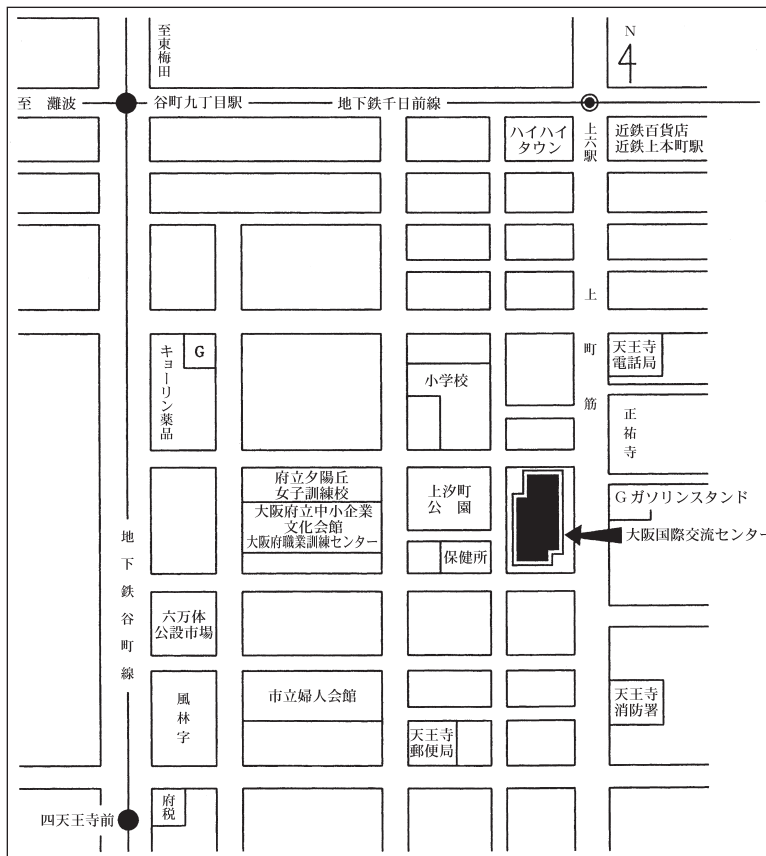 至東梅田
N
至 灘波
谷町九丁目駅
地下鉄千日前線
ハイハイ
タウン
上六駅
近鉄百貨店
近鉄上本町駅
上町筋
キョーリン薬品
G
小学校
天王寺
電話局
正祐寺
府立夕陽丘
女子訓練校
大阪府立中小企業
文化会館
大阪府職業訓練センター
上汐町
公園
保健所
Gガソリンスタンド
大阪国際交流センター
地下鉄谷町線
六万体
公設市場
風林字
市立婦人会館
天王寺
郵便局
天王寺
消防署
四天王寺前
府税